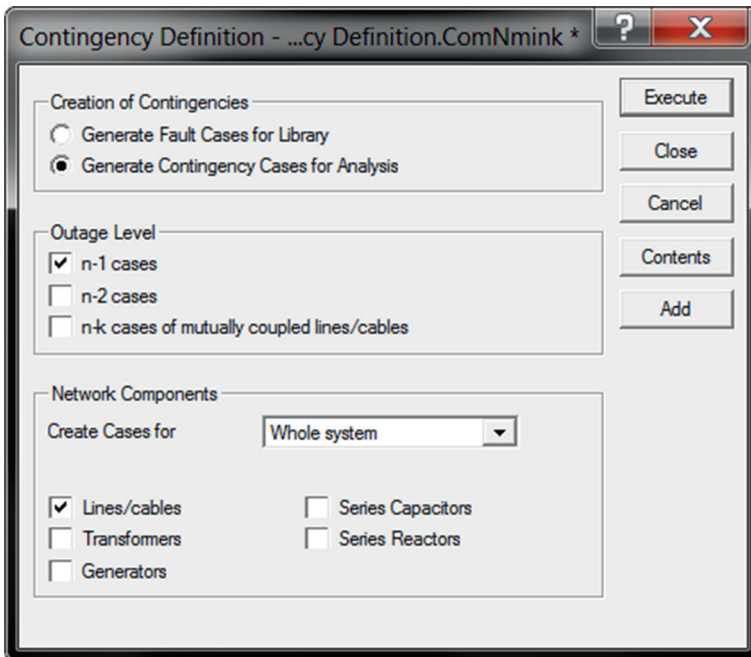 Contingency Definition - ...cy Definition.ComNmink *
?
X
Creation of Contingencies
Generate Fault Cases for Library
Generate Contingency Cases for Analysis
Execute
Close
Cancel
Contents
Add
Outage Level
n-1 cases
n-2 cases
n-k cases of mutually coupled lines/cables
Network Components
Create Cases for Whole system
Lines/cables Series Capacitors
Transformers Series Reactors
Generators